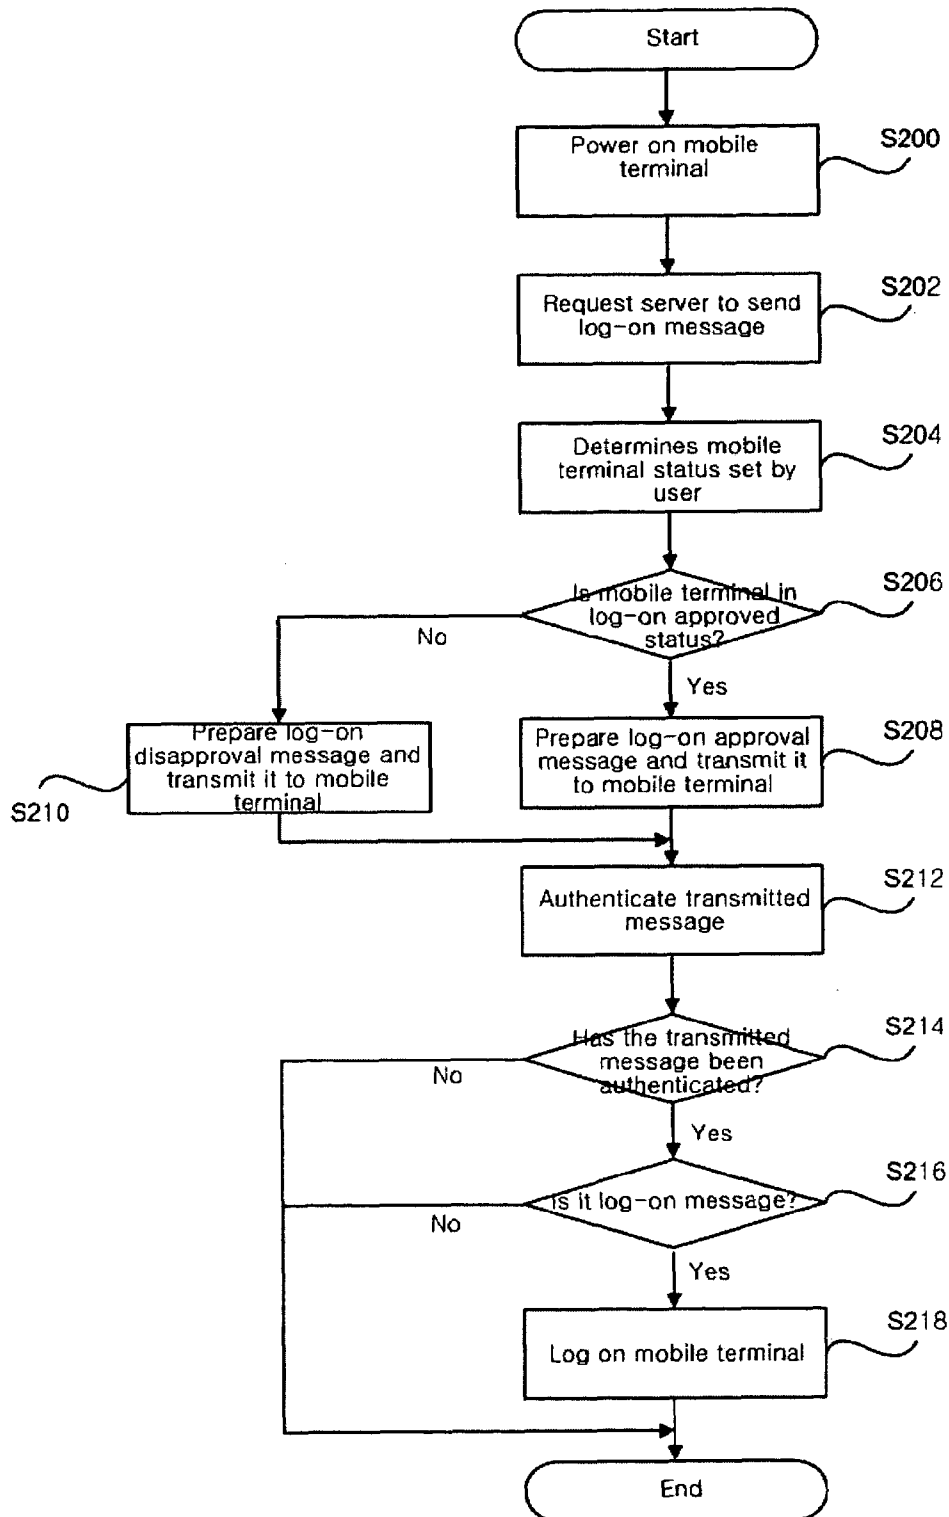 Start
Power on mobile
terminal
S200
Request server to send
log-on message
S202
Determines mobile
terminal status set by
user
S204
Is mobile terminal in
log-on approved
status?
S206
No
Yes
Prepare log-on
disapproval message and
transmit it to mobile
terminal
S210
Prepare log-on approval
message and transmit it
to mobile terminal
S208
Authenticate transmitted
message
S212
Has the transmitted
message been
authenticated?
S214
No
Yes
Is it log-on message?
S216
No
Yes
Log on mobile terminal
S218
End